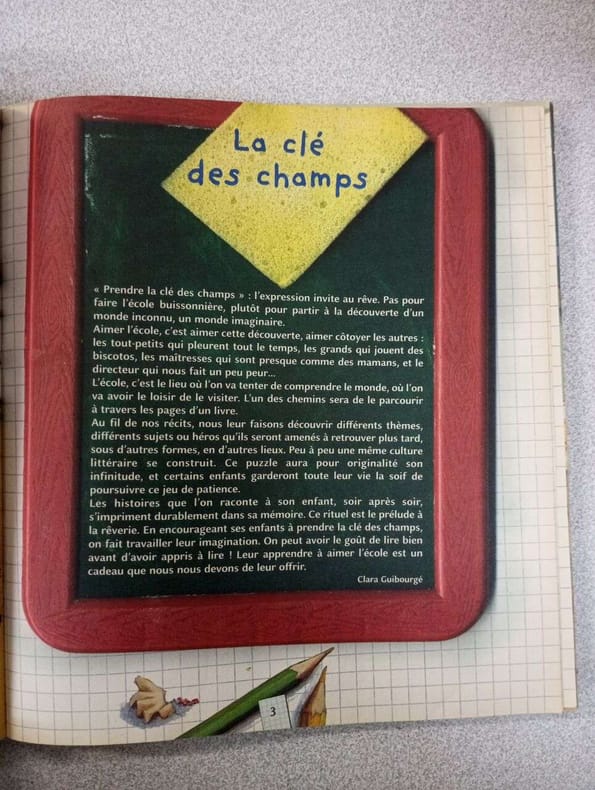 La clé
des champs
« Prendre la clé des champs » : l'expression invite au rêve. Pas pour
faire l'école buissonnière, plutôt pour partir à la découverte d'un
monde inconnu, un monde imaginaire.
Aimer l'école, c'est aimer cette découverte, aimer côtoyer les autres :
les tout-petits qui pleurent tout le temps, les grands qui jouent des
biscotos, les maîtresses qui sont presque comme des mamans, et le
directeur qui nous fait un peu peur...
L'école, c'est le lieu où l'on va tenter de comprendre le monde, où l'on
va avoir le loisir de le visiter. L'un des chemins sera de le parcourir
à travers les pages d'un livre.
Au fil de nos récits, nous leur faisons découvrir différents thèmes,
différents sujets ou héros qu'ils seront amenés à retrouver plus tard,
sous d'autres formes, en d'autres lieux. Peu à peu une même culture
littéraire se construit. Ce puzzle aura pour originalité son
infinitude, et certains enfants garderont toute leur vie la soif de
poursuivre ce jeu de patience.
Les histoires que l'on raconte à son enfant, soir après soir,
s'impriment durablement dans sa mémoire. Ce rituel est le prélude à
la rêverie. En encourageant ses enfants à prendre la clé des champs,
on fait travailler leur imagination. On peut avoir le goût de lire bien
avant d'avoir appris à lire ! Leur apprendre à aimer l'école est un
cadeau que nous nous devons de leur offrir.
Clara Guibourgé
3